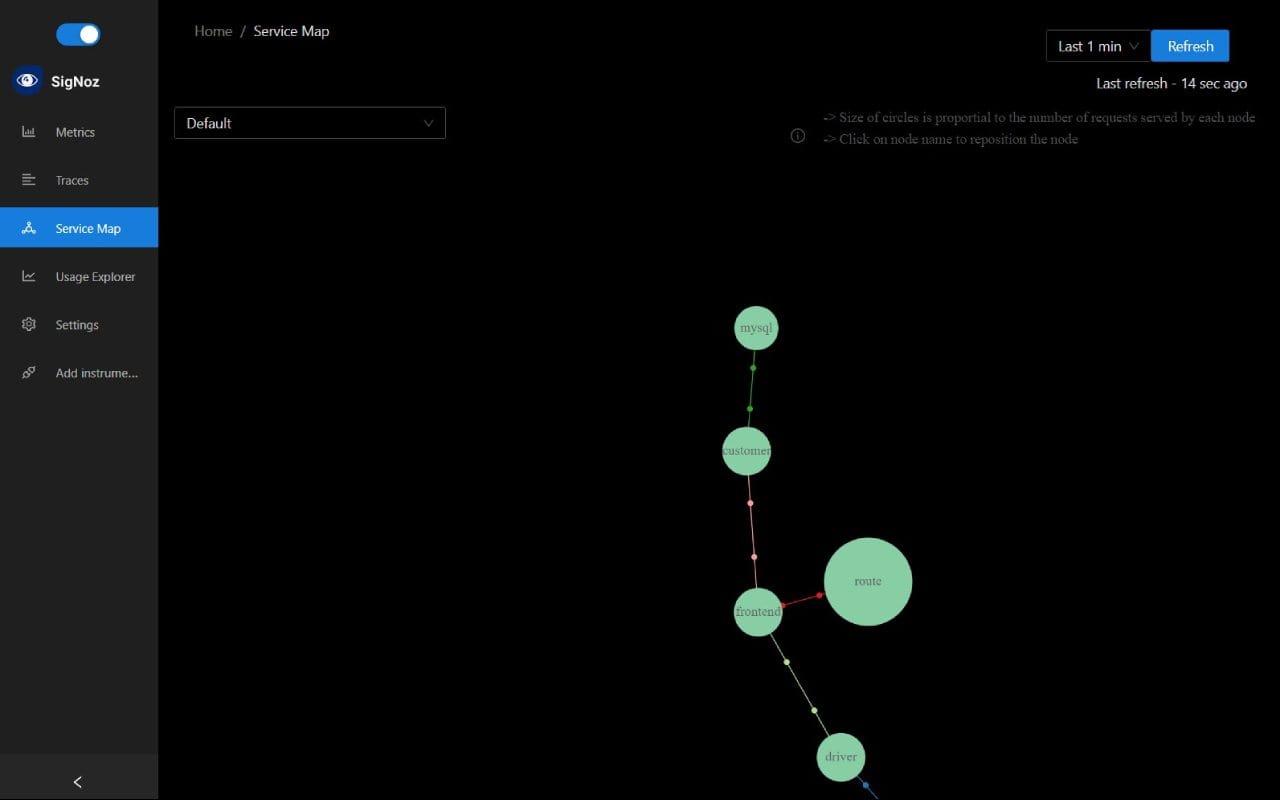 Home / Service Map
Last 1 min
Refresh
SigNoz
Last refresh - 14 sec ago
Default
-> Size of circles is proportial to the number of requests served by each node
-> Click on node name to reposition the node
Metrics
Traces
Service Map
Usage Explorer
Settings
Add instrume...
mysql
customer
route
frontend
driver